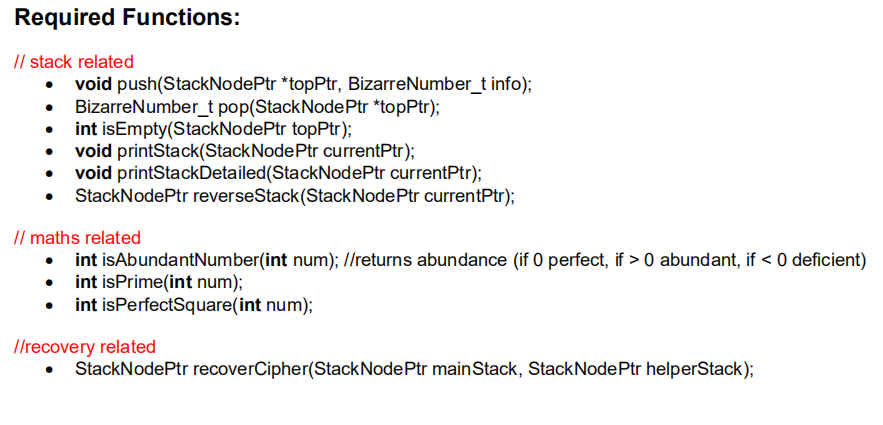 Required Functions:
// stack related
• void push(StackNodePtr *topPtr, BizarreNumber_t info);
• BizarreNumber_t pop(StackNodePtr *topPtr);
• int isEmpty(StackNodePtr topPtr);
• void printStack(StackNodePtr currentPtr);
• void printStackDetailed(StackNodePtr currentPtr);
• StackNodePtr reverseStack(StackNodePtr currentPtr);
// maths related
• int isAbundantNumber(int num); //returns abundance (if 0 perfect, if > 0 abundant, if < 0 deficient)
• int isPrime(int num);
• int isPerfectSquare(int num);
//recovery related
• StackNodePtr recoverCipher(StackNodePtr mainStack, StackNodePtr helperStack);